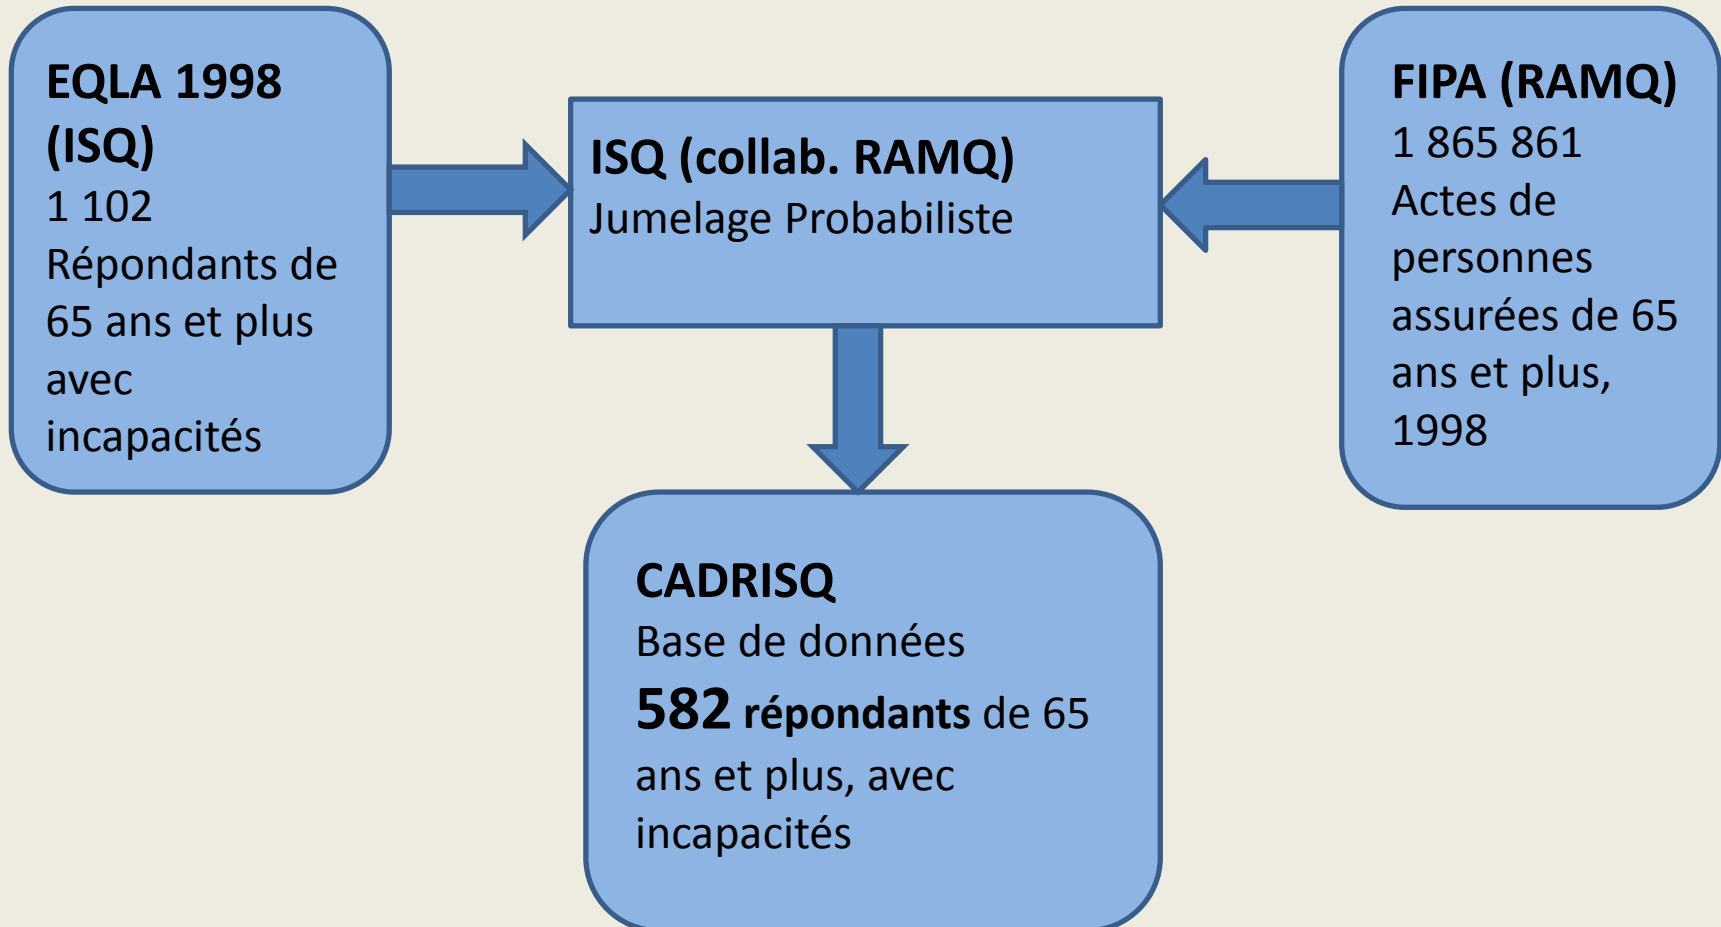 EQLA 1998
(ISQ)
1 102
Répondants de
65 ans et plus
avec
incapacités
ISQ (collab. RAMQ)
Jumelage Probabiliste
FIPA (RAMQ)
1 865 861
Actes de
personnes
assurées de 65
ans et plus,
1998
CADRISQ
Base de données
582 répondants de 65
ans et plus, avec
incapacités